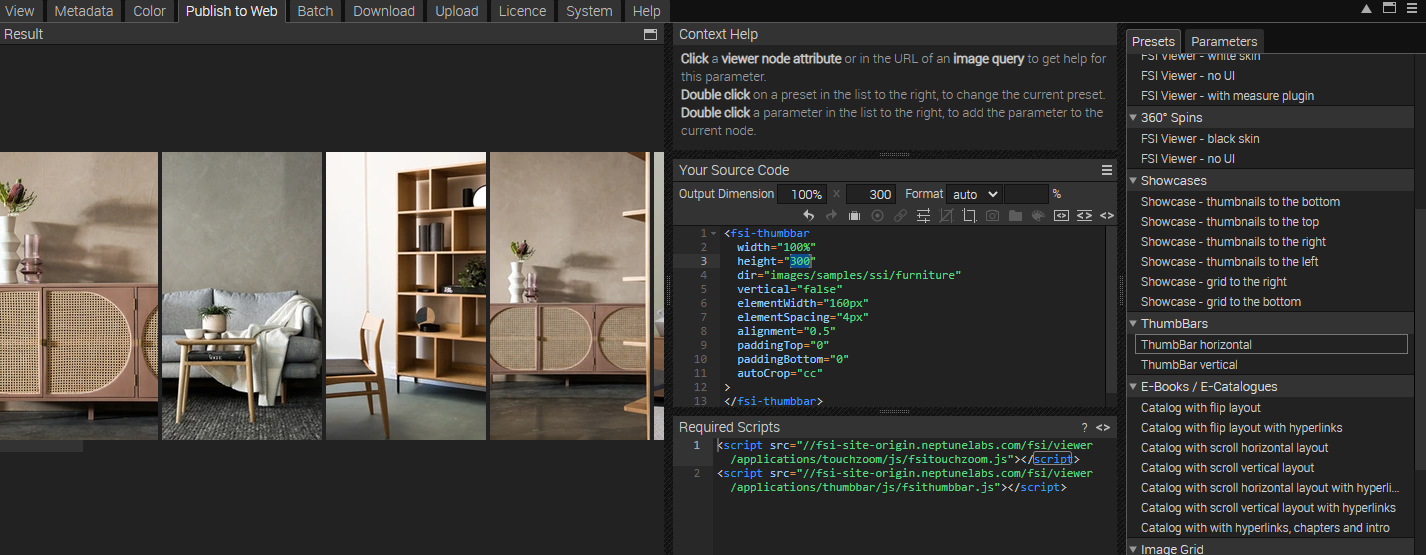 View Metadata Color Publish to Web Batch Download Upload Licence System Help
Result
Context Help
Click a viewer node attribute or in the URL of an image query to get help for
this parameter.
Double click on a preset in the list to the right, to change the current preset.
Double click a parameter in the list to the right, to add the parameter to the
current node.
Your Source Code
Output Dimension 100% X 300 Format auto %
1 <fsi-thumbbar
2 width="100%"
3 height="300"
4 dir="images/samples/ssi/furniture"
5 vertical="false"
6 elementWidth="160px"
7 elementSpacing="4px"
8 alignment="0.5"
9 paddingTop="0"
10 paddingBottom="0"
11 autoCrop="cc"
12 >
13 </fsi-thumbbar>
Required Scripts ? <>
1 <script src="//fsi-site-origin.neptunelabs.com/fsi/viewer
/applications/touchzoom/js/fsitouchzoom.js"></script>
2 <script src="//fsi-site-origin.neptunelabs.com/fsi/viewer
/applications/thumbbar/js/fsithumbbar.js"></script>
Presets Parameters
FSI Viewer - white skin
FSI Viewer - no UI
FSI Viewer - with measure plugin
360° Spins
FSI Viewer - black skin
FSI Viewer - no UI
Showcases
Showcase - thumbnails to the bottom
Showcase - thumbnails to the top
Showcase - thumbnails to the right
Showcase - thumbnails to the left
Showcase - grid to the right
Showcase - grid to the bottom
ThumbBars
ThumbBar horizontal
ThumbBar vertical
E-Books / E-Catalogues
Catalog with flip layout
Catalog with flip layout with hyperlinks
Catalog with scroll horizontal layout
Catalog with scroll vertical layout
Catalog with scroll horizontal layout with hyperli...
Catalog with scroll vertical layout with hyperlinks
Catalog with with hyperlinks, chapters and intro
Image Grid